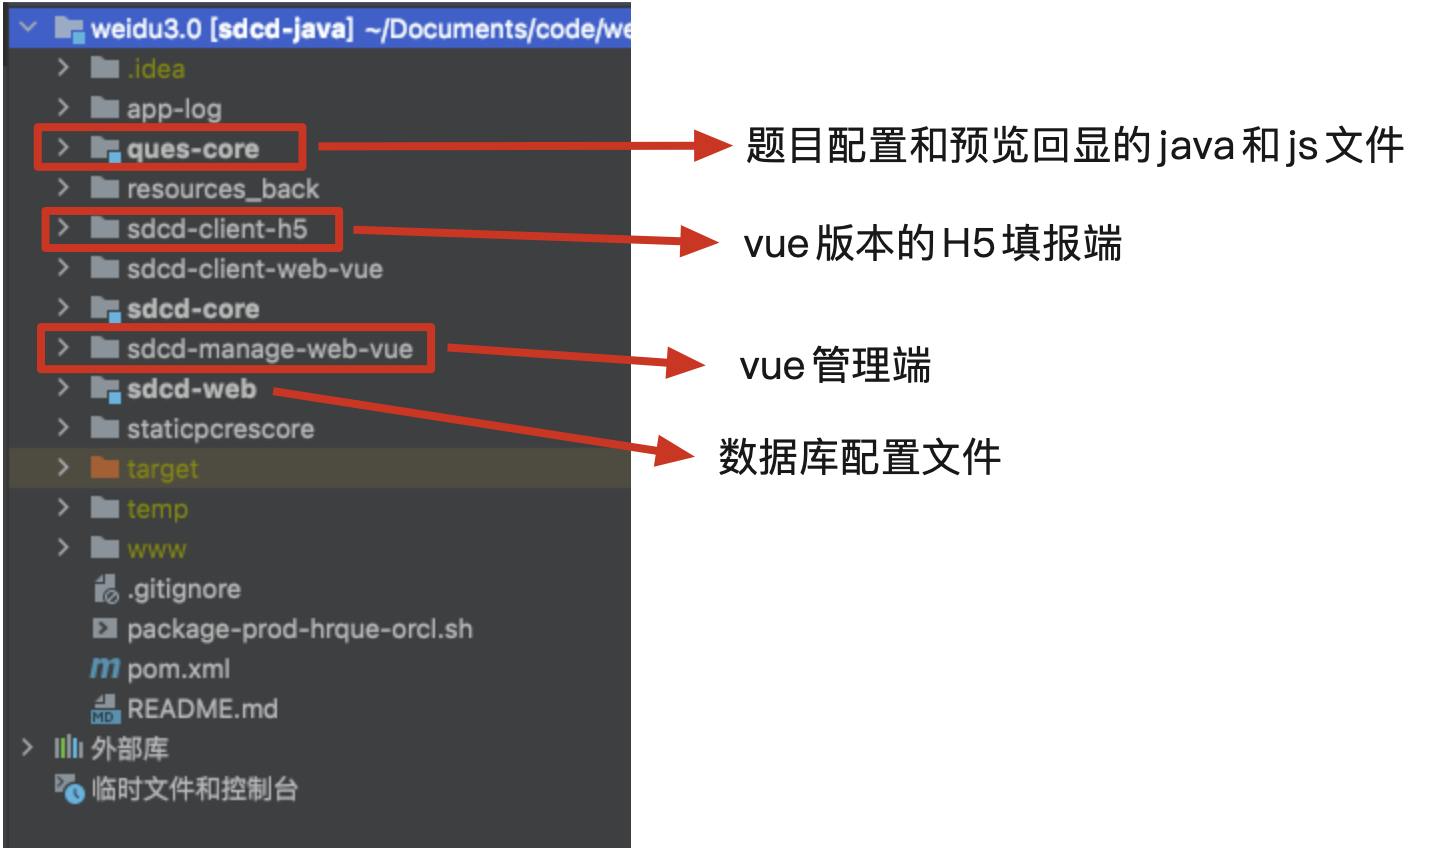 weidu3.0 [sdcd-java] ~/Documents/code/we
.idea
app-log
ques-core
题目配置和预览回显的java和js文件
resources_back
sdcd-client-h5
vue版本的H5填报端
sdcd-client-web-vue
sdcd-core
sdcd-manage-web-vue
vue管理端
sdcd-web
数据库配置文件
staticpcrescore
target
temp
www
.gitignore
package-prod-hrque-orcl.sh
pom.xml
README.md
外部库
临时文件和控制台